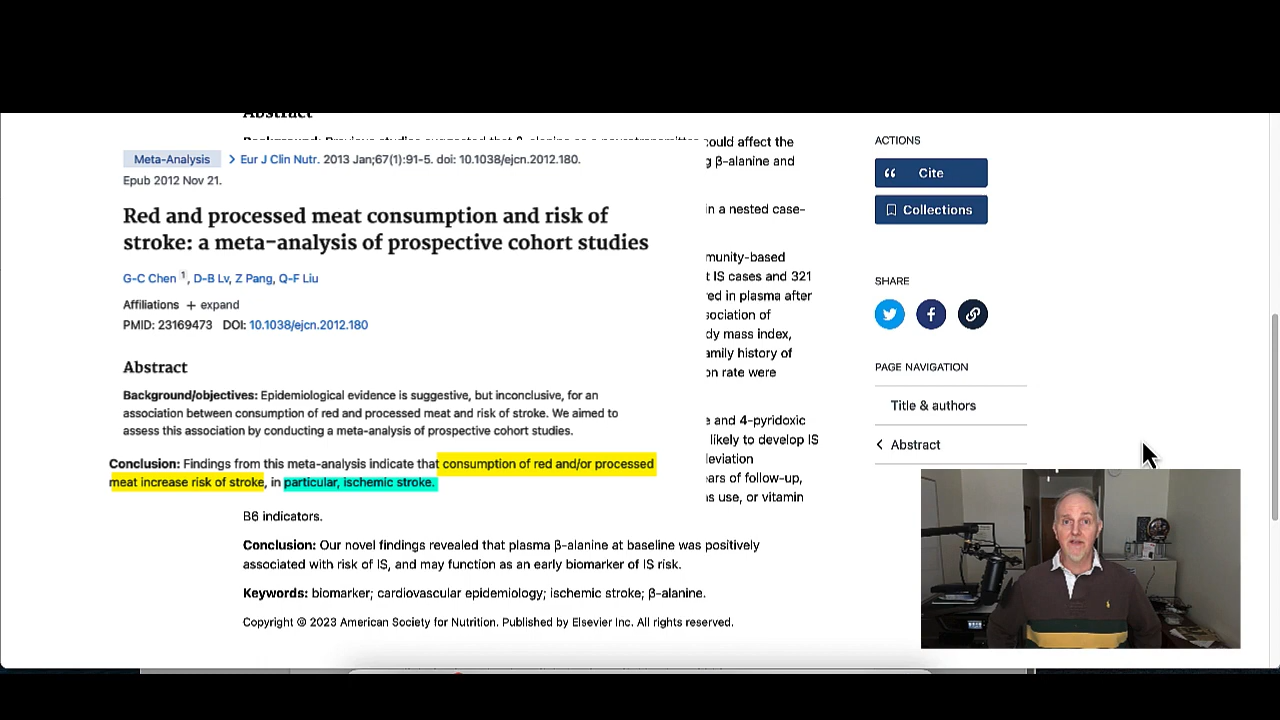 Abstract
Meta-Analysis > Eur J Clin Nutr. 2013 Jan;67(1):91-5. doi: 10.1038/ejcn.2012.180.
Epub 2012 Nov 21.
Red and processed meat consumption and risk of
stroke: a meta-analysis of prospective cohort studies
G-C Chen 1, D-B Lv, Z Pang, Q-F Liu
Affiliations + expand
PMID: 23169473 DOI: 10.1038/ejcn.2012.180
Abstract
Background/objectives: Epidemiological evidence is suggestive, but inconclusive, for an
association between consumption of red and processed meat and risk of stroke. We aimed to
assess this association by conducting a meta-analysis of prospective cohort studies.
Conclusion: Findings from this meta-analysis indicate that consumption of red and/or processed
meat increase risk of stroke, in particular, ischemic stroke.
could affect the
β-alanine and
in a nested case-
munity-based
IS cases and 321
in plasma after
sociation of
dy mass index,
amily history of
on rate were
and 4-pyridoxic
likely to develop IS
deviation
ears of follow-up,
use, or vitamin
B6 indicators.
Conclusion: Our novel findings revealed that plasma β-alanine at baseline was positively
associated with risk of IS, and may function as an early biomarker of IS risk.
Keywords: biomarker; cardiovascular epidemiology; ischemic stroke; β-alanine.
Copyright © 2023 American Society for Nutrition. Published by Elsevier Inc. All rights reserved.
ACTIONS
Cite
Collections
SHARE
PAGE NAVIGATION
Title & authors
Abstract